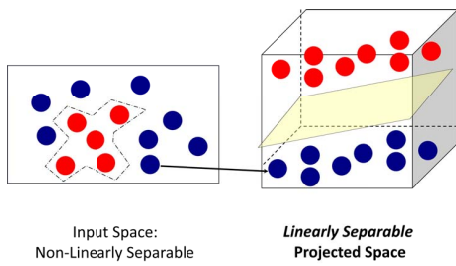 Input Space:
Non-Linearly Separable
Linearly Separable
Projected Space